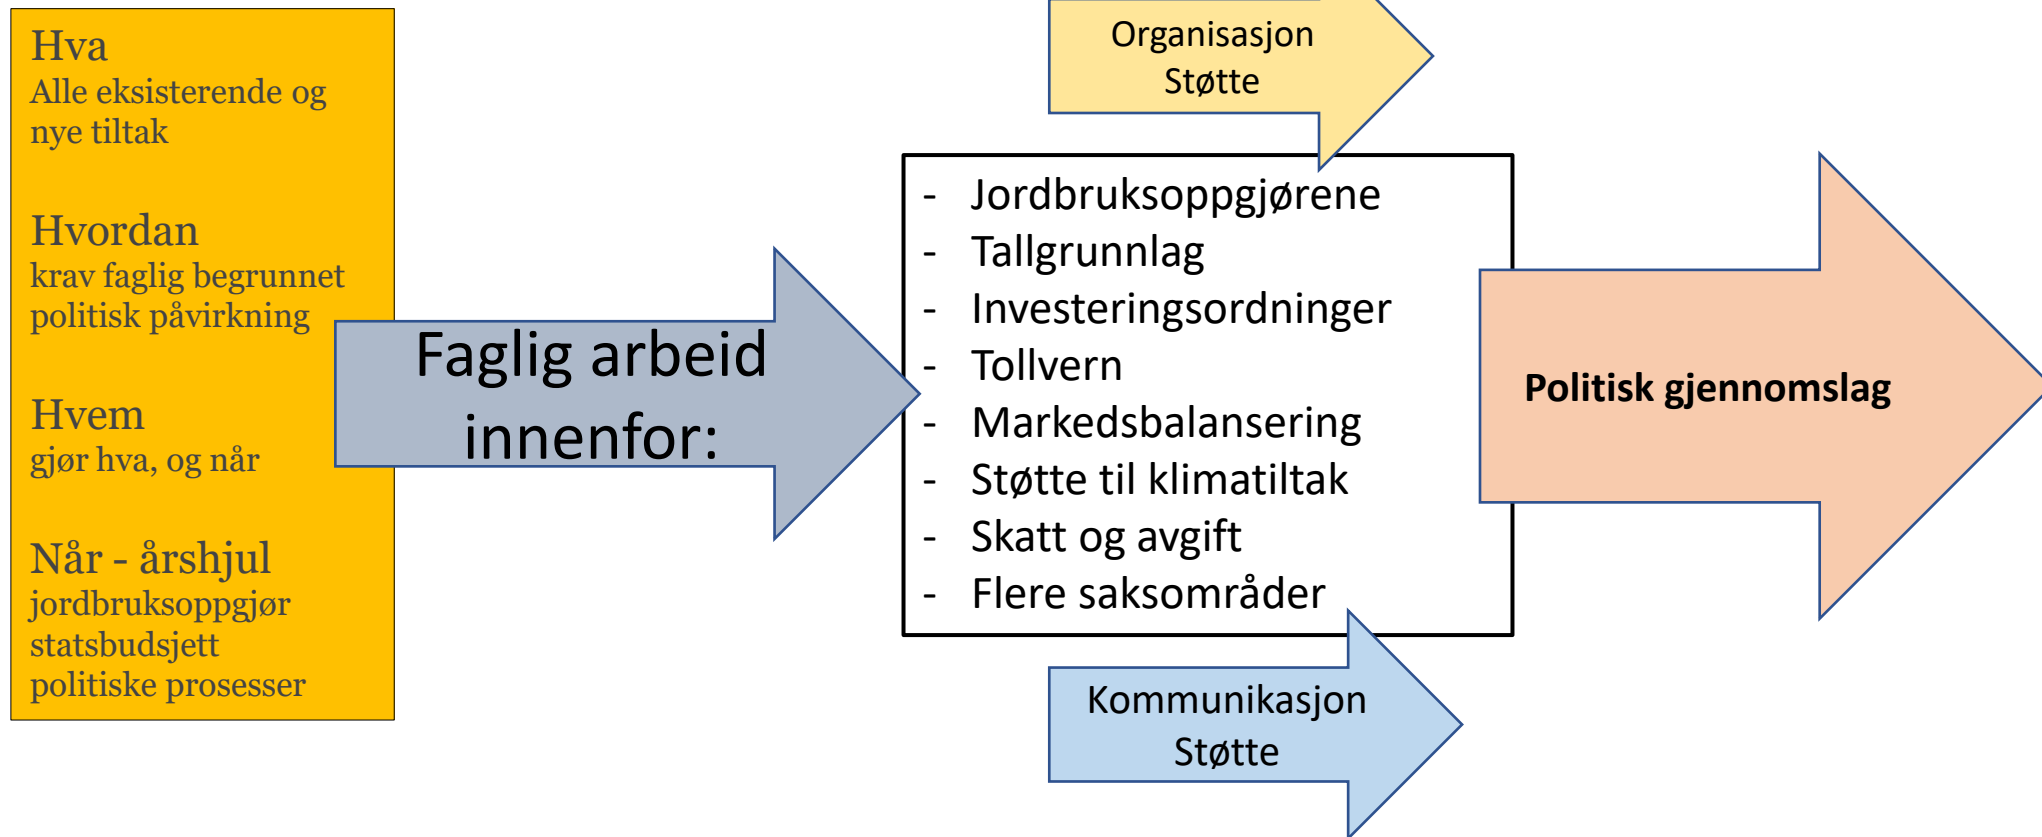 Hva
Alle eksisterende og
nye tiltak
Hvordan
krav faglig begrunnet
politisk påvirkning
Hvem
gjør hva, og når
Når - årshjul
jordbruksoppgjør
statsbudsjett
politiske prosesser
Faglig arbeid
innenfor:
Organisasjon
Støtte
- Jordbruksoppgjørene
- Tallgrunnlag
- Investeringsordninger
- Tollvern
- Markedsbalansering
- Støtte til klimatiltak
- Skatt og avgift
- Flere saksområder
Kommunikasjon
Støtte
Politisk gjennomslag